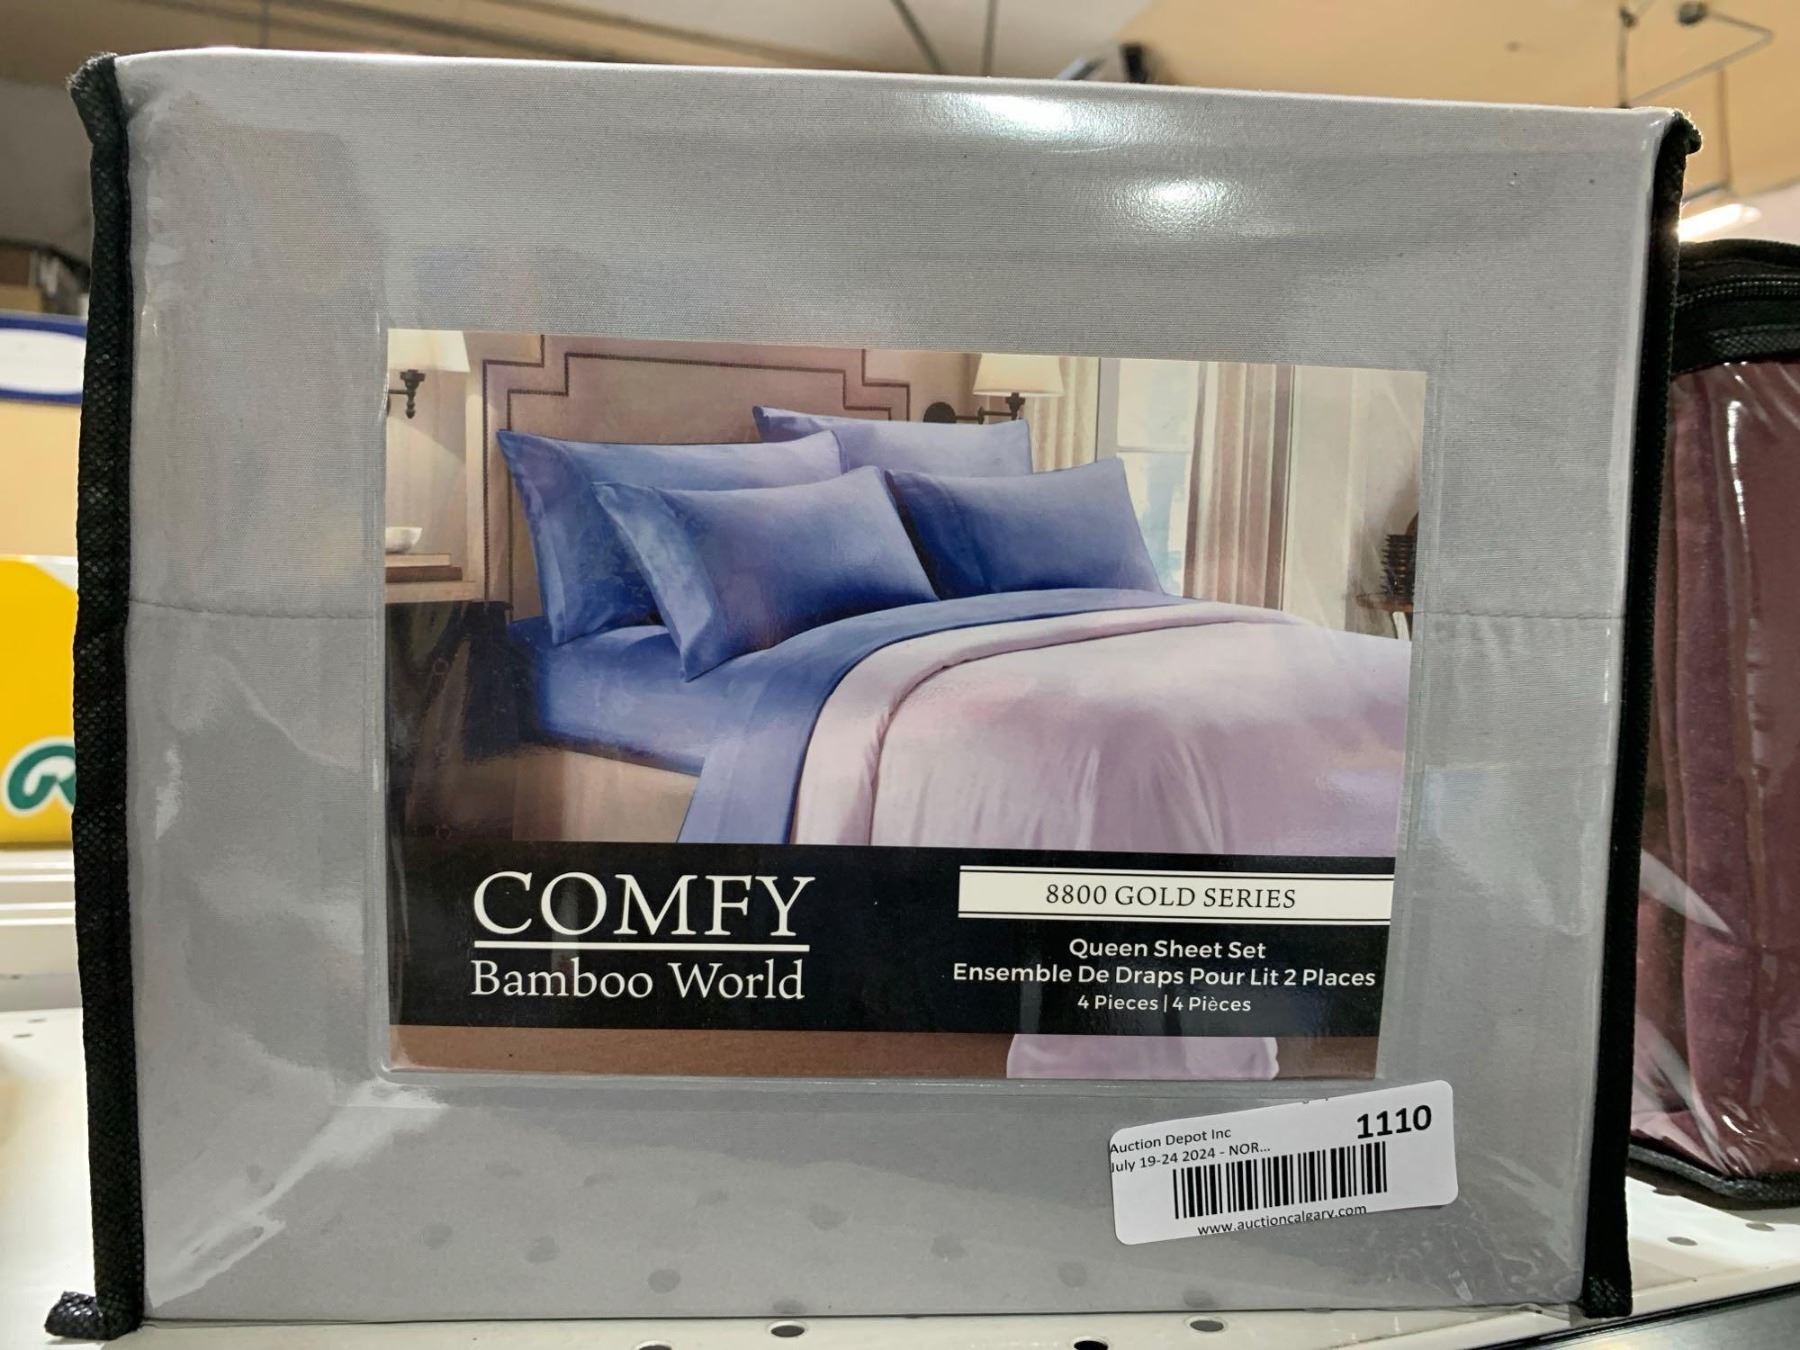 COMFY
Bamboo World
8800 GOLD SERIES
Queen Sheet Set
Ensemble De Draps Pour Lit 2 Places
4 Pieces | 4 Pièces
1110
Auction Depot Inc
July 19-24 2024 - NOR...
www.auctioncalgary.com